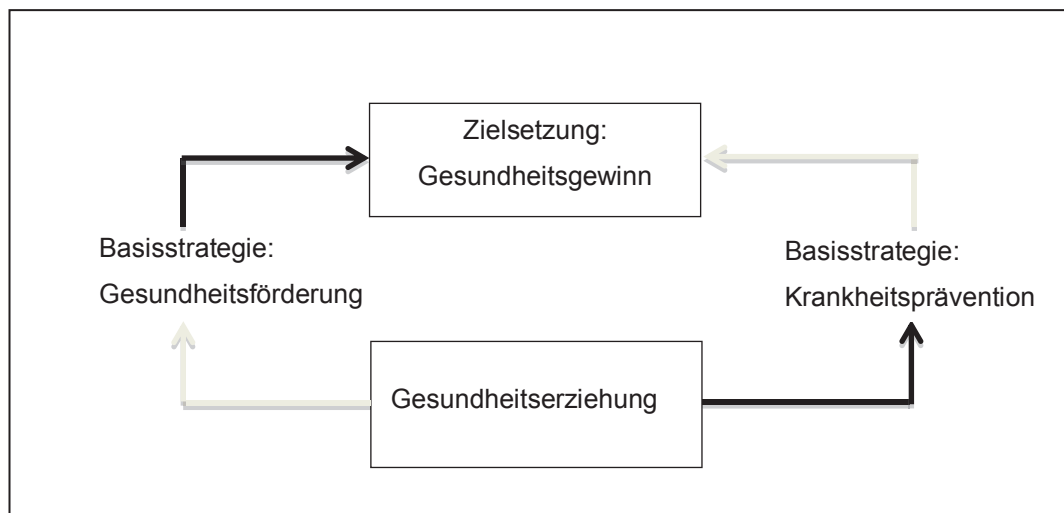 Zielsetzung:
Gesundheitsgewinn
Basisstrategie:
Gesundheitsförderung
Basisstrategie:
Krankheitsprävention
Gesundheitserziehung